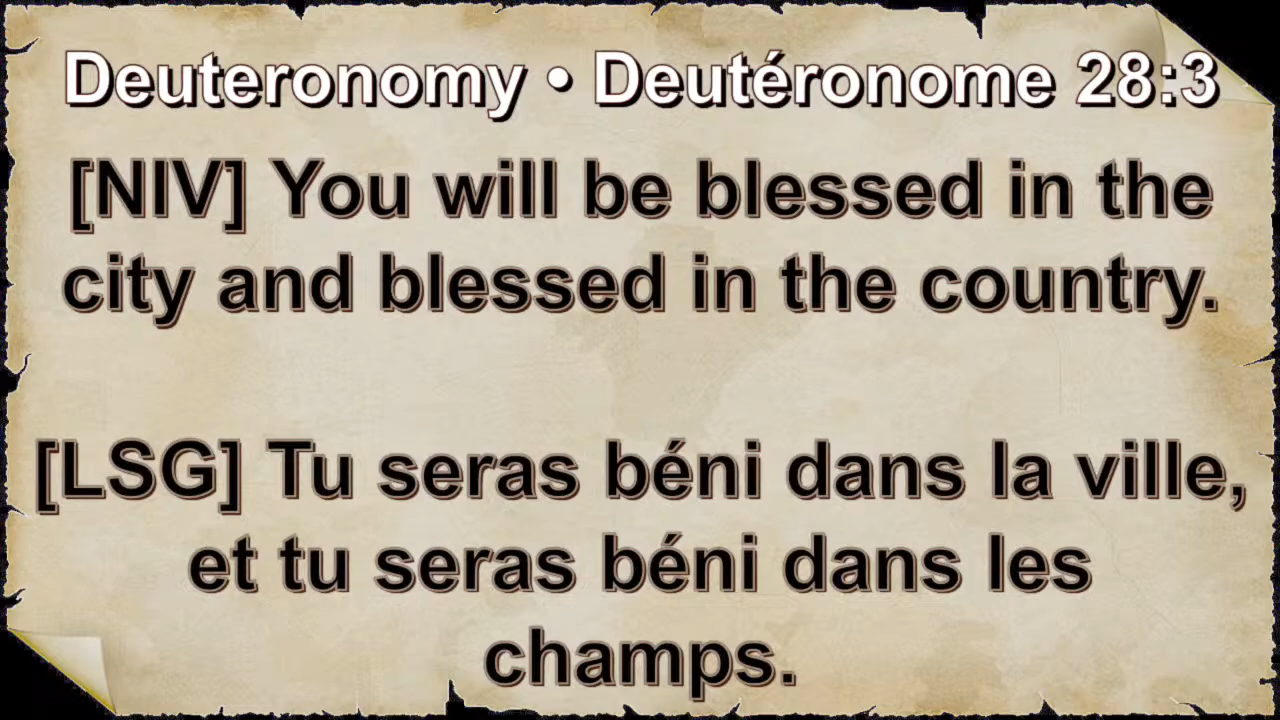 Deuteronomy • Deutéronome 28:3
[NIV] You will be blessed in the
city and blessed in the country.
[LSG] Tu seras béni dans la ville,
et tu seras béni dans les
champs.